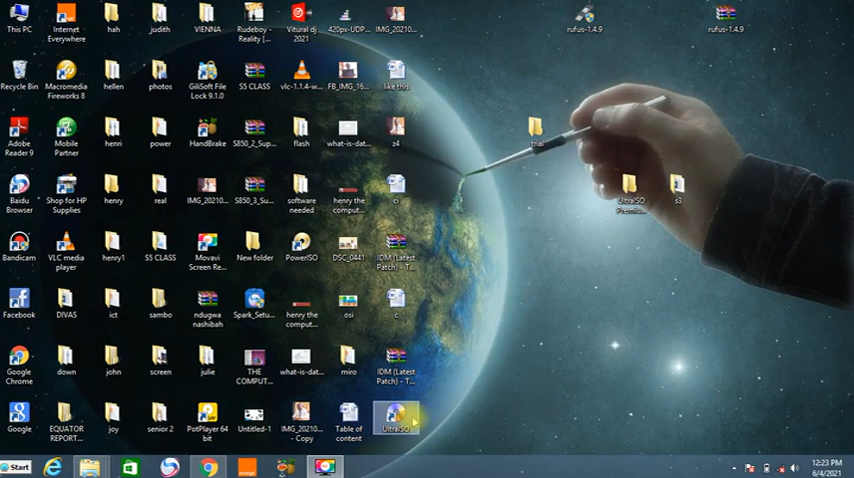 This PC
Internet
Everywhere
hah
judith
VIENNA
Rudeboy -
Reality [...
Vitural dj
2021
420px-UDP...
IMG_20210...
rufus-1.4.9
rufus-1.4.9
Recycle Bin
Macromedia
Fireworks 8
hellen
photos
GiliSoft File
Lock 9.1.0
S5 CLASS
vlc-1.1.4-w...
FB_IMG_16...
like this
Adobe
Reader 9
Mobile
Partner
henri
power
HandBrake
S850_2_Sup...
flash
what-is-dat...
z4
trial
Baidu
Browser
Shop for HP
Supplies
henry
real
IMG_20210...
S850_3_Sup...
software
needed
henry the
comput...
ci
UltraISO
Premiu...
s3
Bandicam
VLC media
player
henry1
S5 CLASS
Movavi
Screen Re...
New folder
PowerISO
DSC_0441
IDM (Latest
Patch) - T...
Facebook
DIVAS
ict
sambo
ndugwa
nashibah
Spark_Setu...
henry the
comput...
osi
c
Google
Chrome
down
john
screen
julie
THE
COMPUT...
what-is-dat...
miro
IDM (Latest
Patch) - T...
Google
EQUATOR
REPORT...
joy
senior 2
PotPlayer 64
bit
Untitled-1
IMG_20210...
- Copy
Table of
content
UltraISO
Start
12:23 PM
6/4/2021